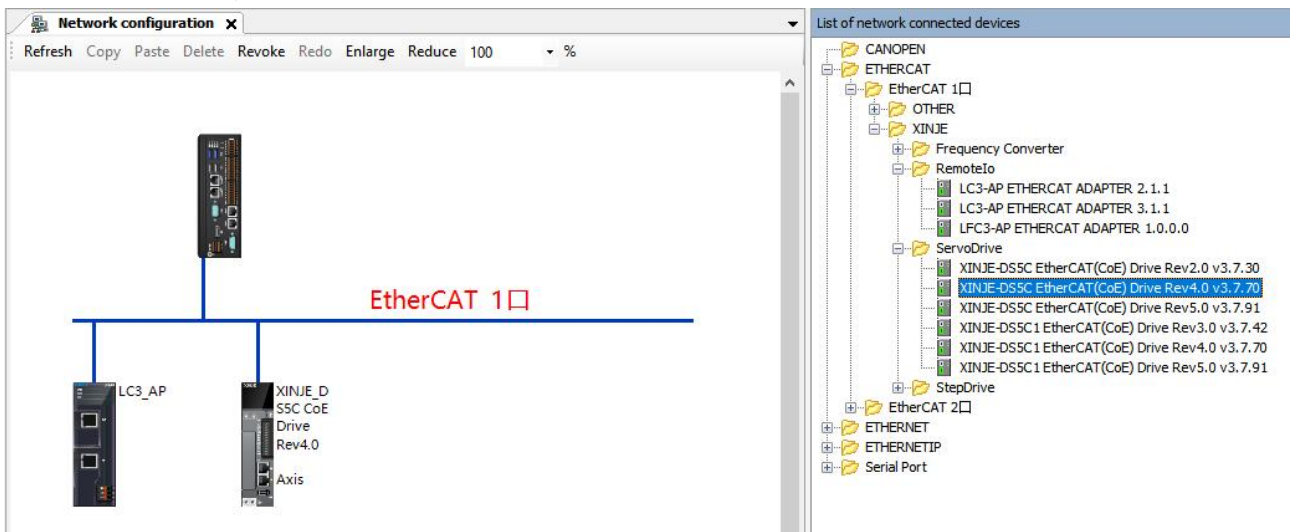 Network configuration
Refresh Copy Paste Delete Revoke Redo Enlarge Reduce 100 %
EtherCAT 1口
LC3_AP
XINJE_D
S5C CoE
Drive
Rev4.0
Axis
List of network connected devices
CANOPEN
ETHERCAT
EtherCAT 1口
OTHER
XINJE
Frequency Converter
RemoteIo
LC3-AP ETHERCAT ADAPTER 2.1.1
LC3-AP ETHERCAT ADAPTER 3.1.1
LFC3-AP ETHERCAT ADAPTER 1.0.0.0
ServoDrive
XINJE-DS5C EtherCAT(CoE) Drive Rev2.0 v3.7.30
XINJE-DS5C EtherCAT(CoE) Drive Rev4.0 v3.7.70
XINJE-DS5C EtherCAT(CoE) Drive Rev5.0 v3.7.91
XINJE-DS5C1 EtherCAT(CoE) Drive Rev3.0 v3.7.42
XINJE-DS5C1 EtherCAT(CoE) Drive Rev4.0 v3.7.70
XINJE-DS5C1 EtherCAT(CoE) Drive Rev5.0 v3.7.91
StepDrive
EtherCAT 2口
ETHERNET
ETHERNETIP
Serial Port